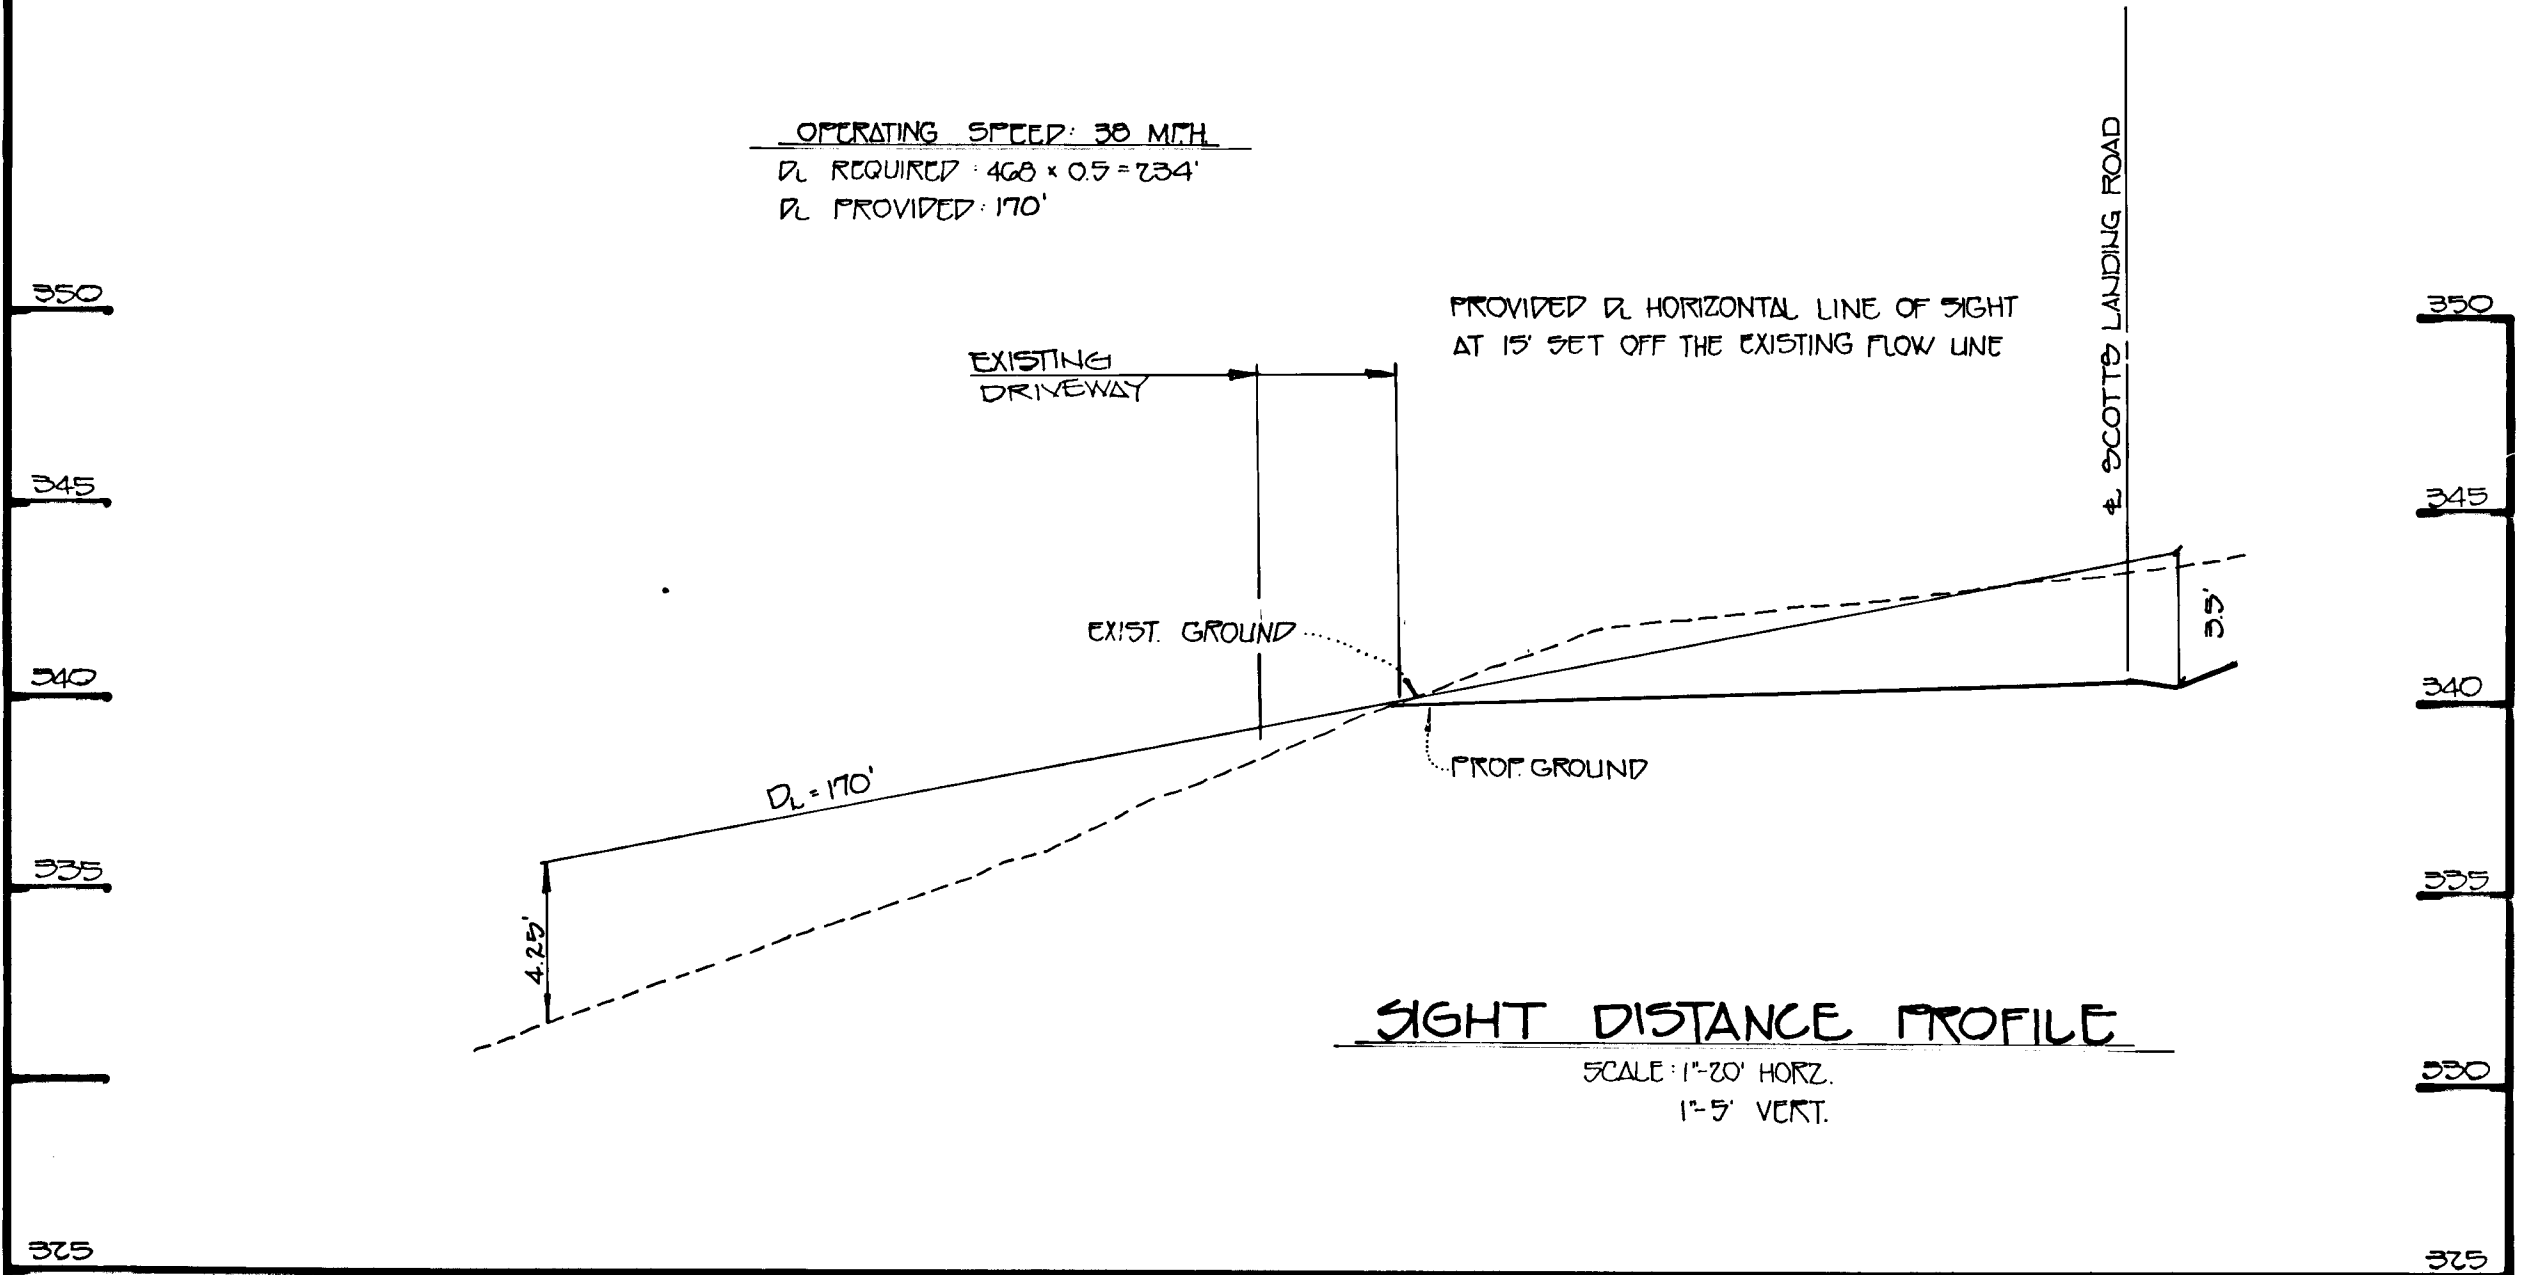 OPERATING SPEED: 38 M.P.H.
DL REQUIRED : 468 x 0.5 = 234'
DL PROVIDED : 170'
℄ SCOTTS LANDING ROAD
350
350
PROVIDED DL HORIZONTAL LINE OF SIGHT
AT 15' SET OFF THE EXISTING FLOW LINE
EXISTING
DRIVEWAY
345
345
EXIST. GROUND
3.5'
340
340
PROP. GROUND
DL = 170'
335
335
4.25'
SIGHT DISTANCE PROFILE
SCALE : 1"-20' HORZ.
1"-5' VERT.
330
325
325